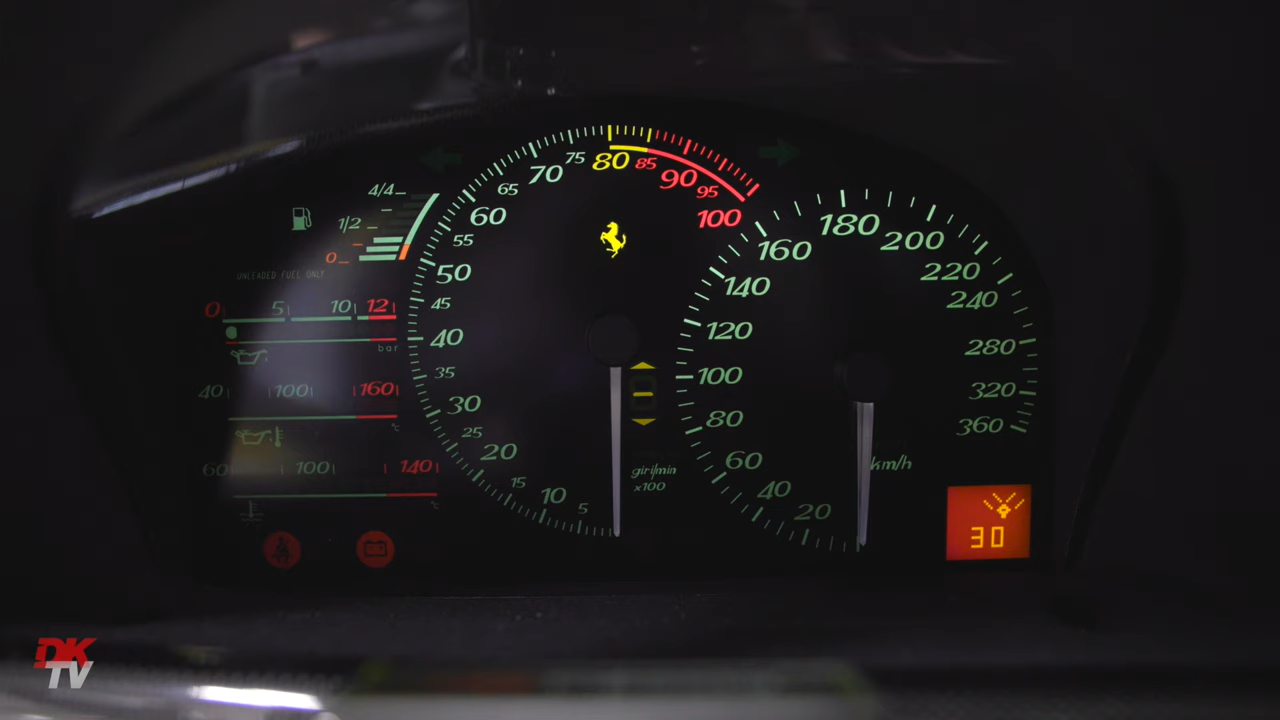 4/4
1/2
0
UNLEADED FUEL ONLY
0 5 10 12
bar
40 100 160
°C
60 100 140
°C
5 10 15 20 25 30 35 40 45 50 55 60 65 70 75 80 85 90 95 100
giri/min
x100
20 40 60 80 100 120 140 160 180 200 220 240 280 320 360
km/h
30
DK
TV